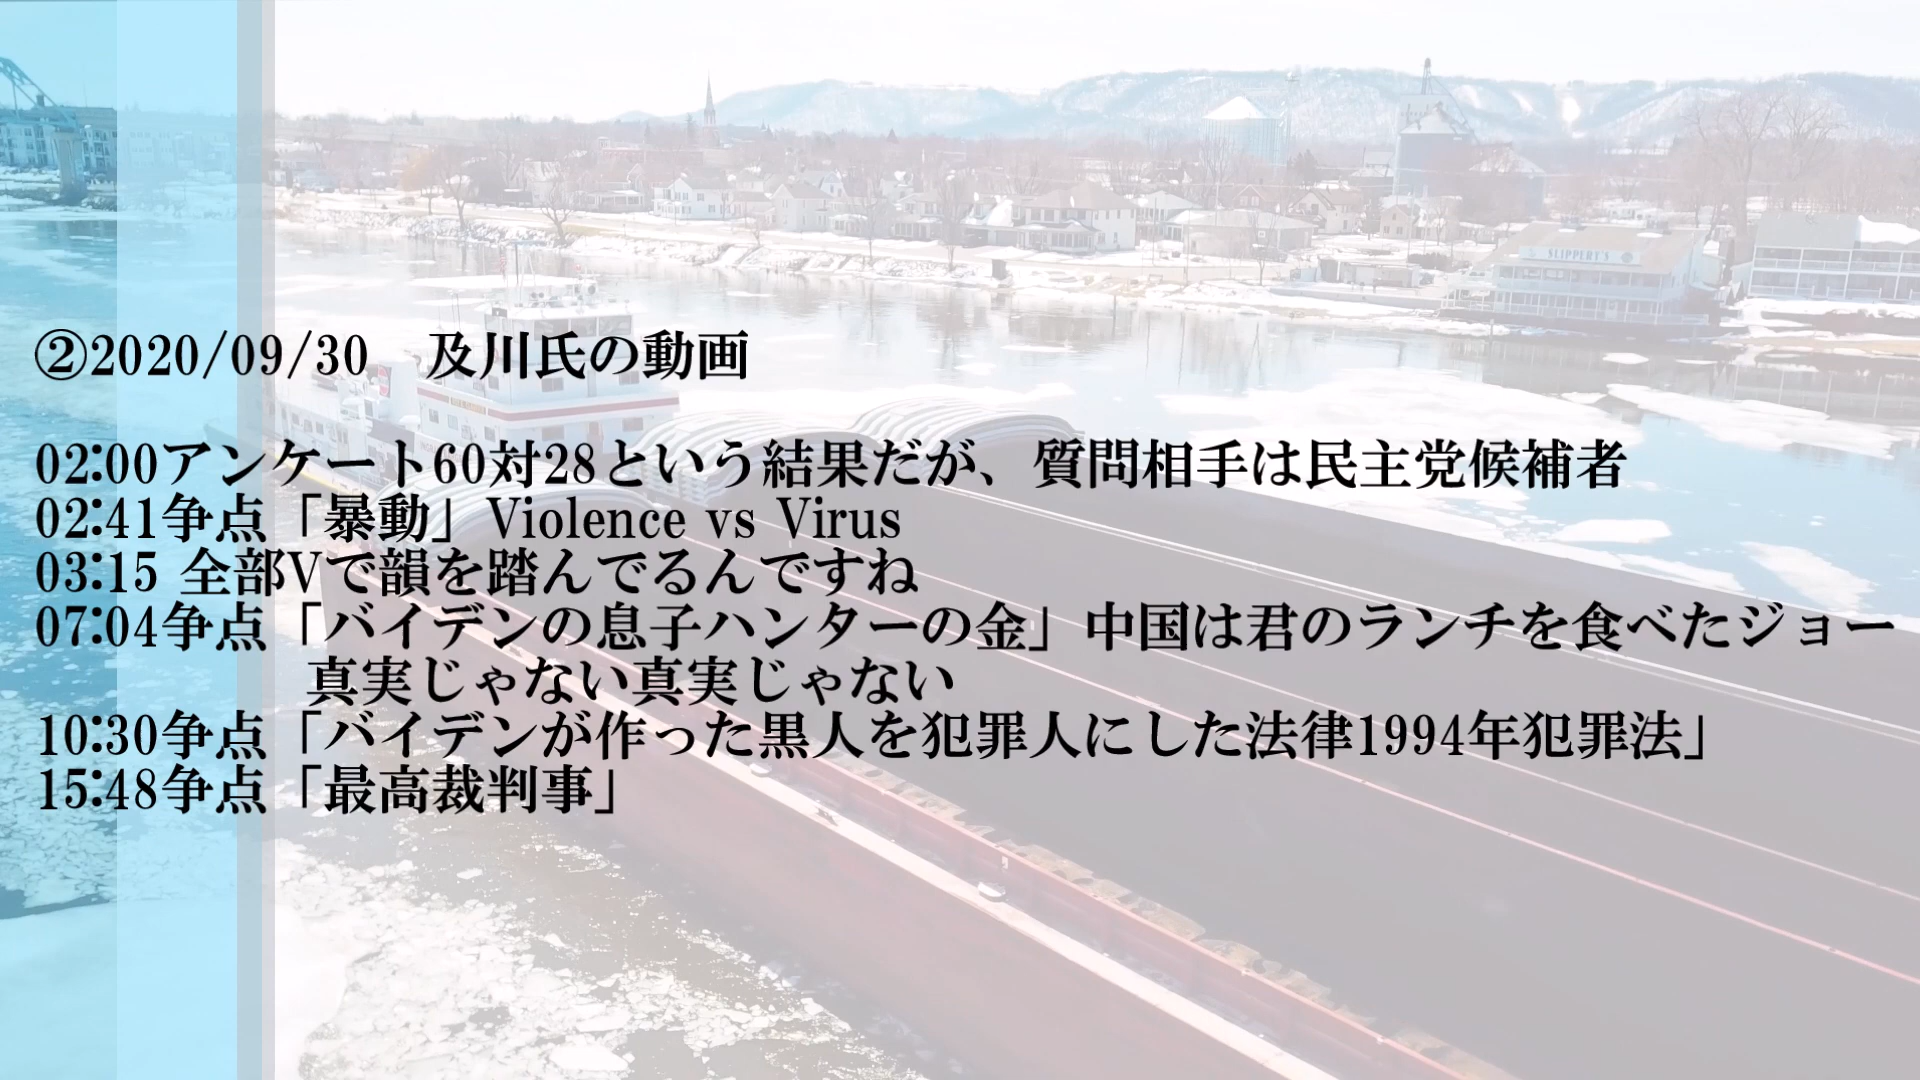 ②2020/09/30　及川氏の動画
02:00アンケート60対28という結果だが、質問相手は民主党候補者
02:41争点「暴動」Violence vs Virus
03:15 全部Vで韻を踏んでるんですね
07:04争点「バイデンの息子ハンターの金」中国は君のランチを食べたジョー
真実じゃない真実じゃない
10:30争点「バイデンが作った黒人を犯罪人にした法律1994年犯罪法」
15:48争点「最高裁判事」
SLIPPERY'S